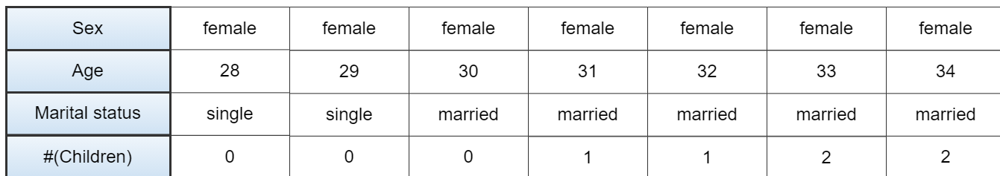 Sex female female female female female female female
Age 28 29 30 31 32 33 34
Marital status single single married married married married married
#(Children) 0 0 0 1 1 2 2